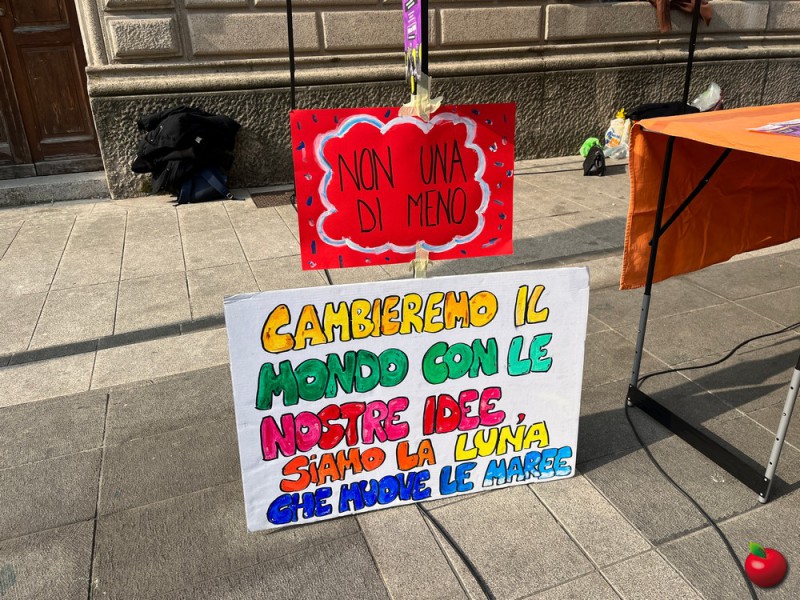 NON UNA
DI MENO
CAMBIEREMO IL
MONDO CON LE
NOSTRE IDEE,
SIAMO LA LUNA
CHE MUOVE LE MAREE